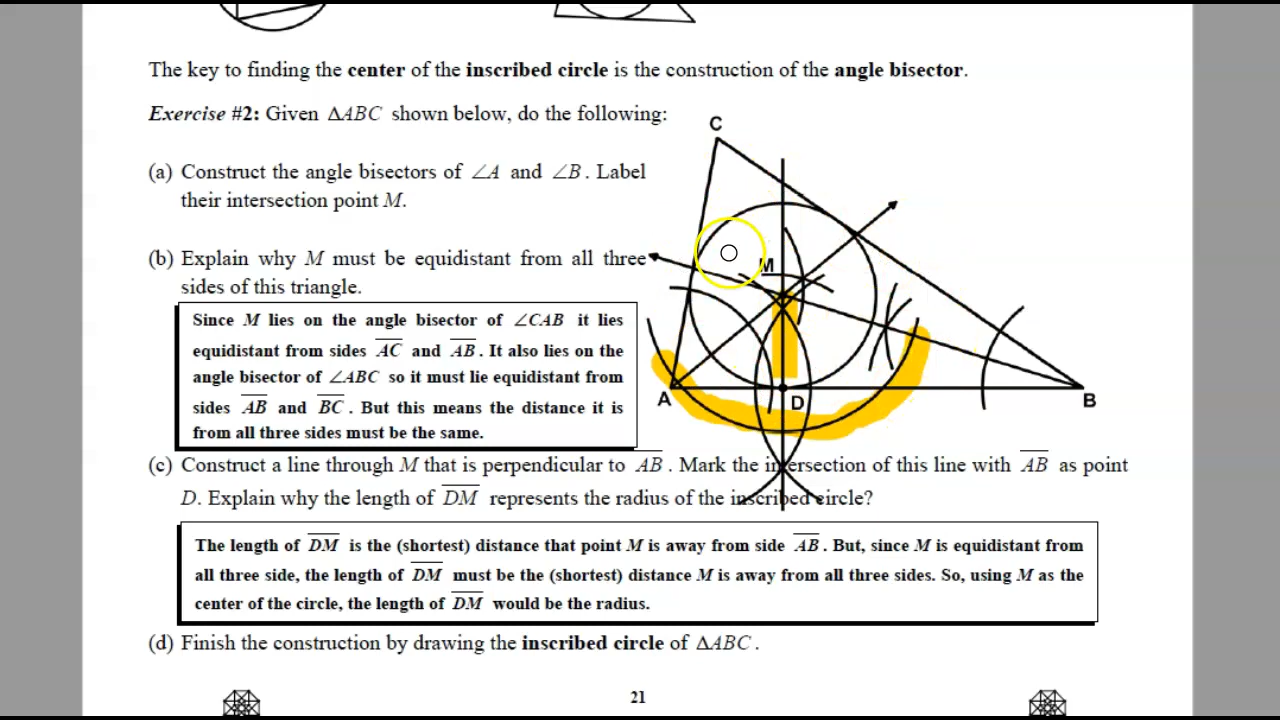 The key to finding the center of the inscribed circle is the construction of the angle bisector.
Exercise #2: Given ΔABC shown below, do the following:
(a) Construct the angle bisectors of ∠A and ∠B. Label
their intersection point M.
(b) Explain why M must be equidistant from all three
sides of this triangle.
Since M lies on the angle bisector of ∠CAB it lies
equidistant from sides AC and AB. It also lies on the
angle bisector of ∠ABC so it must lie equidistant from
sides AB and BC. But this means the distance it is
from all three sides must be the same.
C
M
A
D
B
(c) Construct a line through M that is perpendicular to AB. Mark the intersection of this line with AB as point
D. Explain why the length of DM represents the radius of the inscribed circle?
The length of DM is the (shortest) distance that point M is away from side AB. But, since M is equidistant from
all three side, the length of DM must be the (shortest) distance M is away from all three sides. So, using M as the
center of the circle, the length of DM would be the radius.
(d) Finish the construction by drawing the inscribed circle of ΔABC.
21